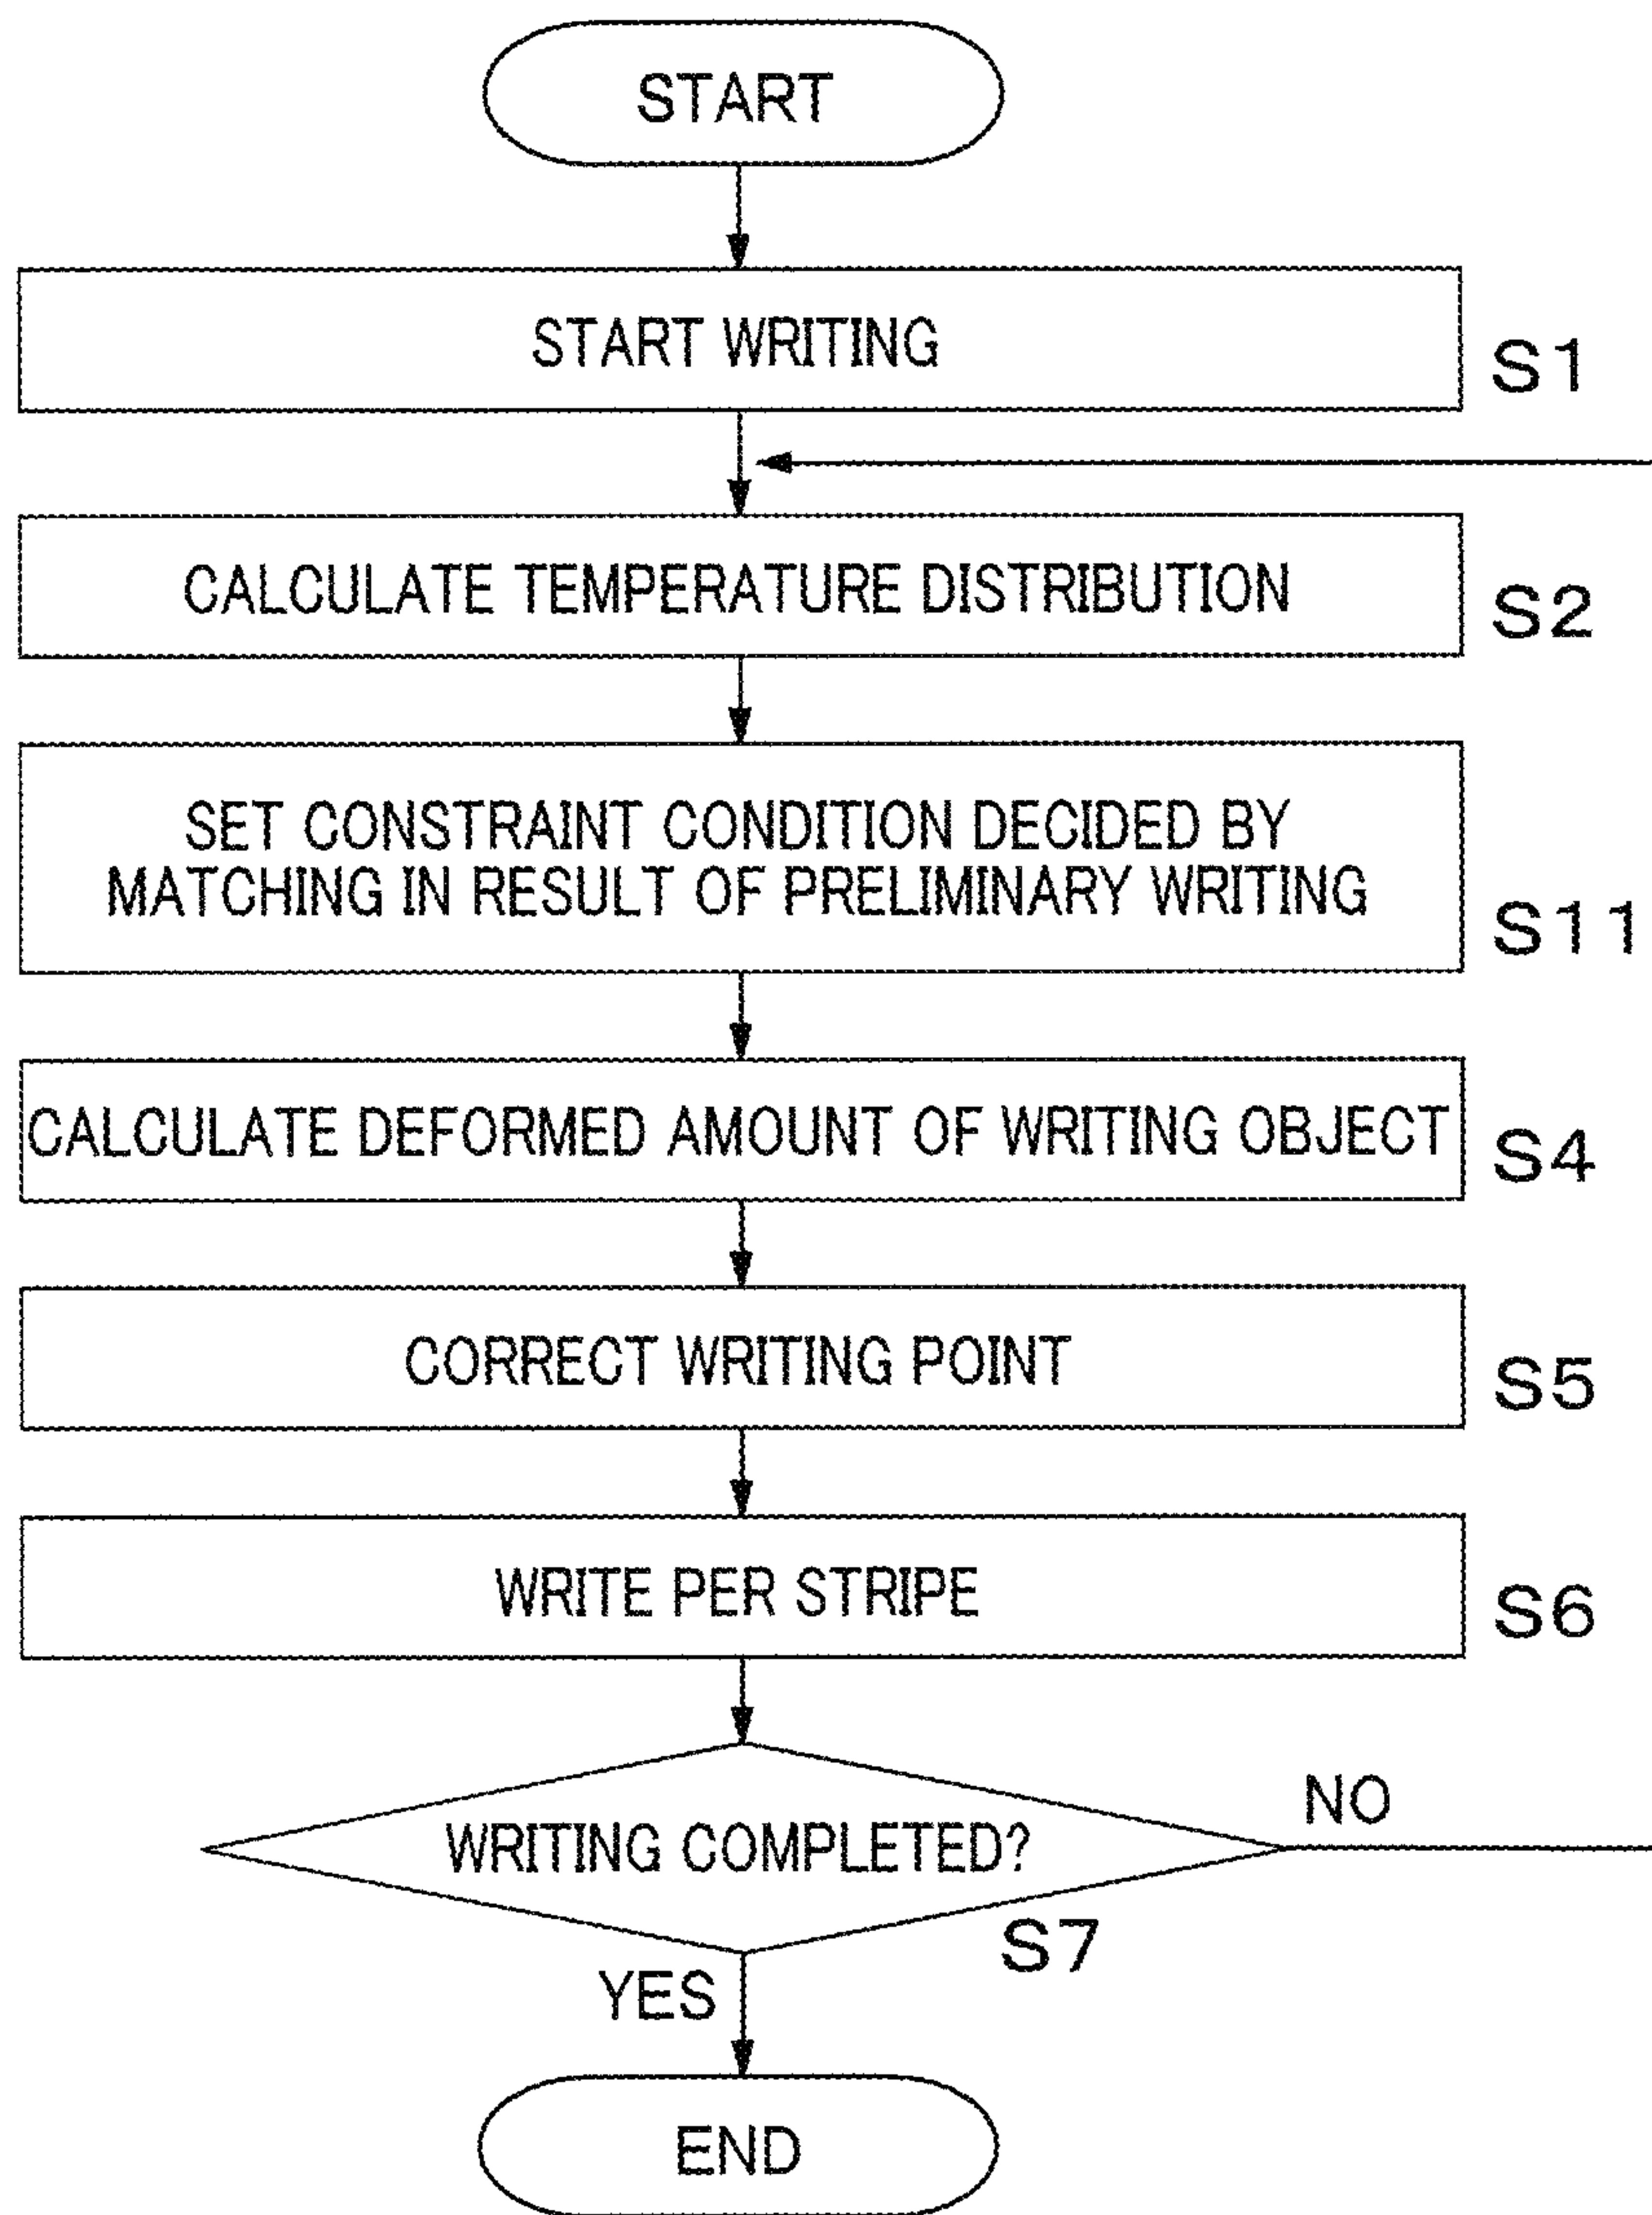 START
START WRITING
S1
CALCULATE TEMPERATURE DISTRIBUTION
S2
SET CONSTRAINT CONDITION DECIDED BY
MATCHING IN RESULT OF PRELIMINARY WRITING
S11
CALCULATE DEFORMED AMOUNT OF WRITING OBJECT
S4
CORRECT WRITING POINT
S5
WRITE PER STRIPE
S6
WRITING COMPLETED?
NO
S7
YES
END